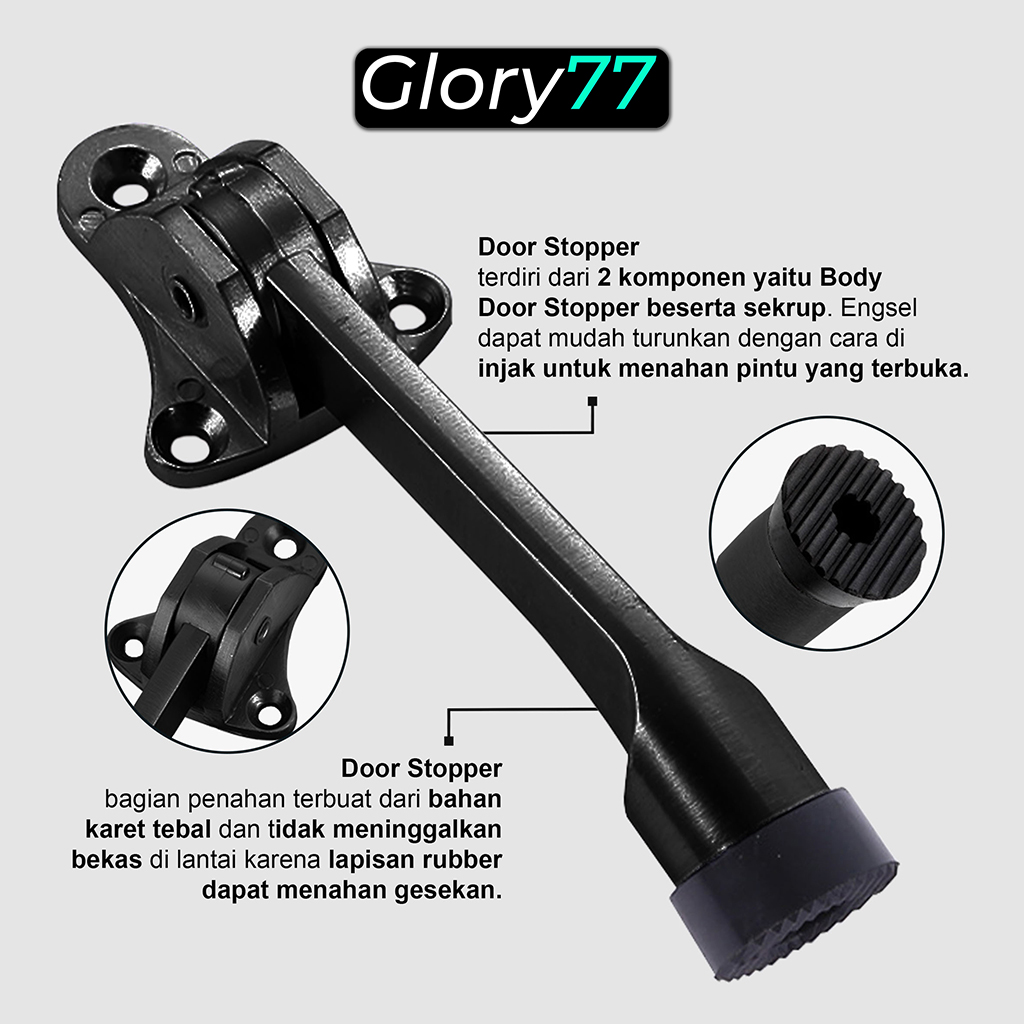 Glory77
Door Stopper
terdiri dari 2 komponen yaitu Body
Door Stopper beserta sekrup. Engsel
dapat mudah turunkan dengan cara di
injak untuk menahan pintu yang terbuka.
Door Stopper
bagian penahan terbuat dari bahan
karet tebal dan tidak meninggalkan
bekas di lantai karena lapisan rubber
dapat menahan gesekan.